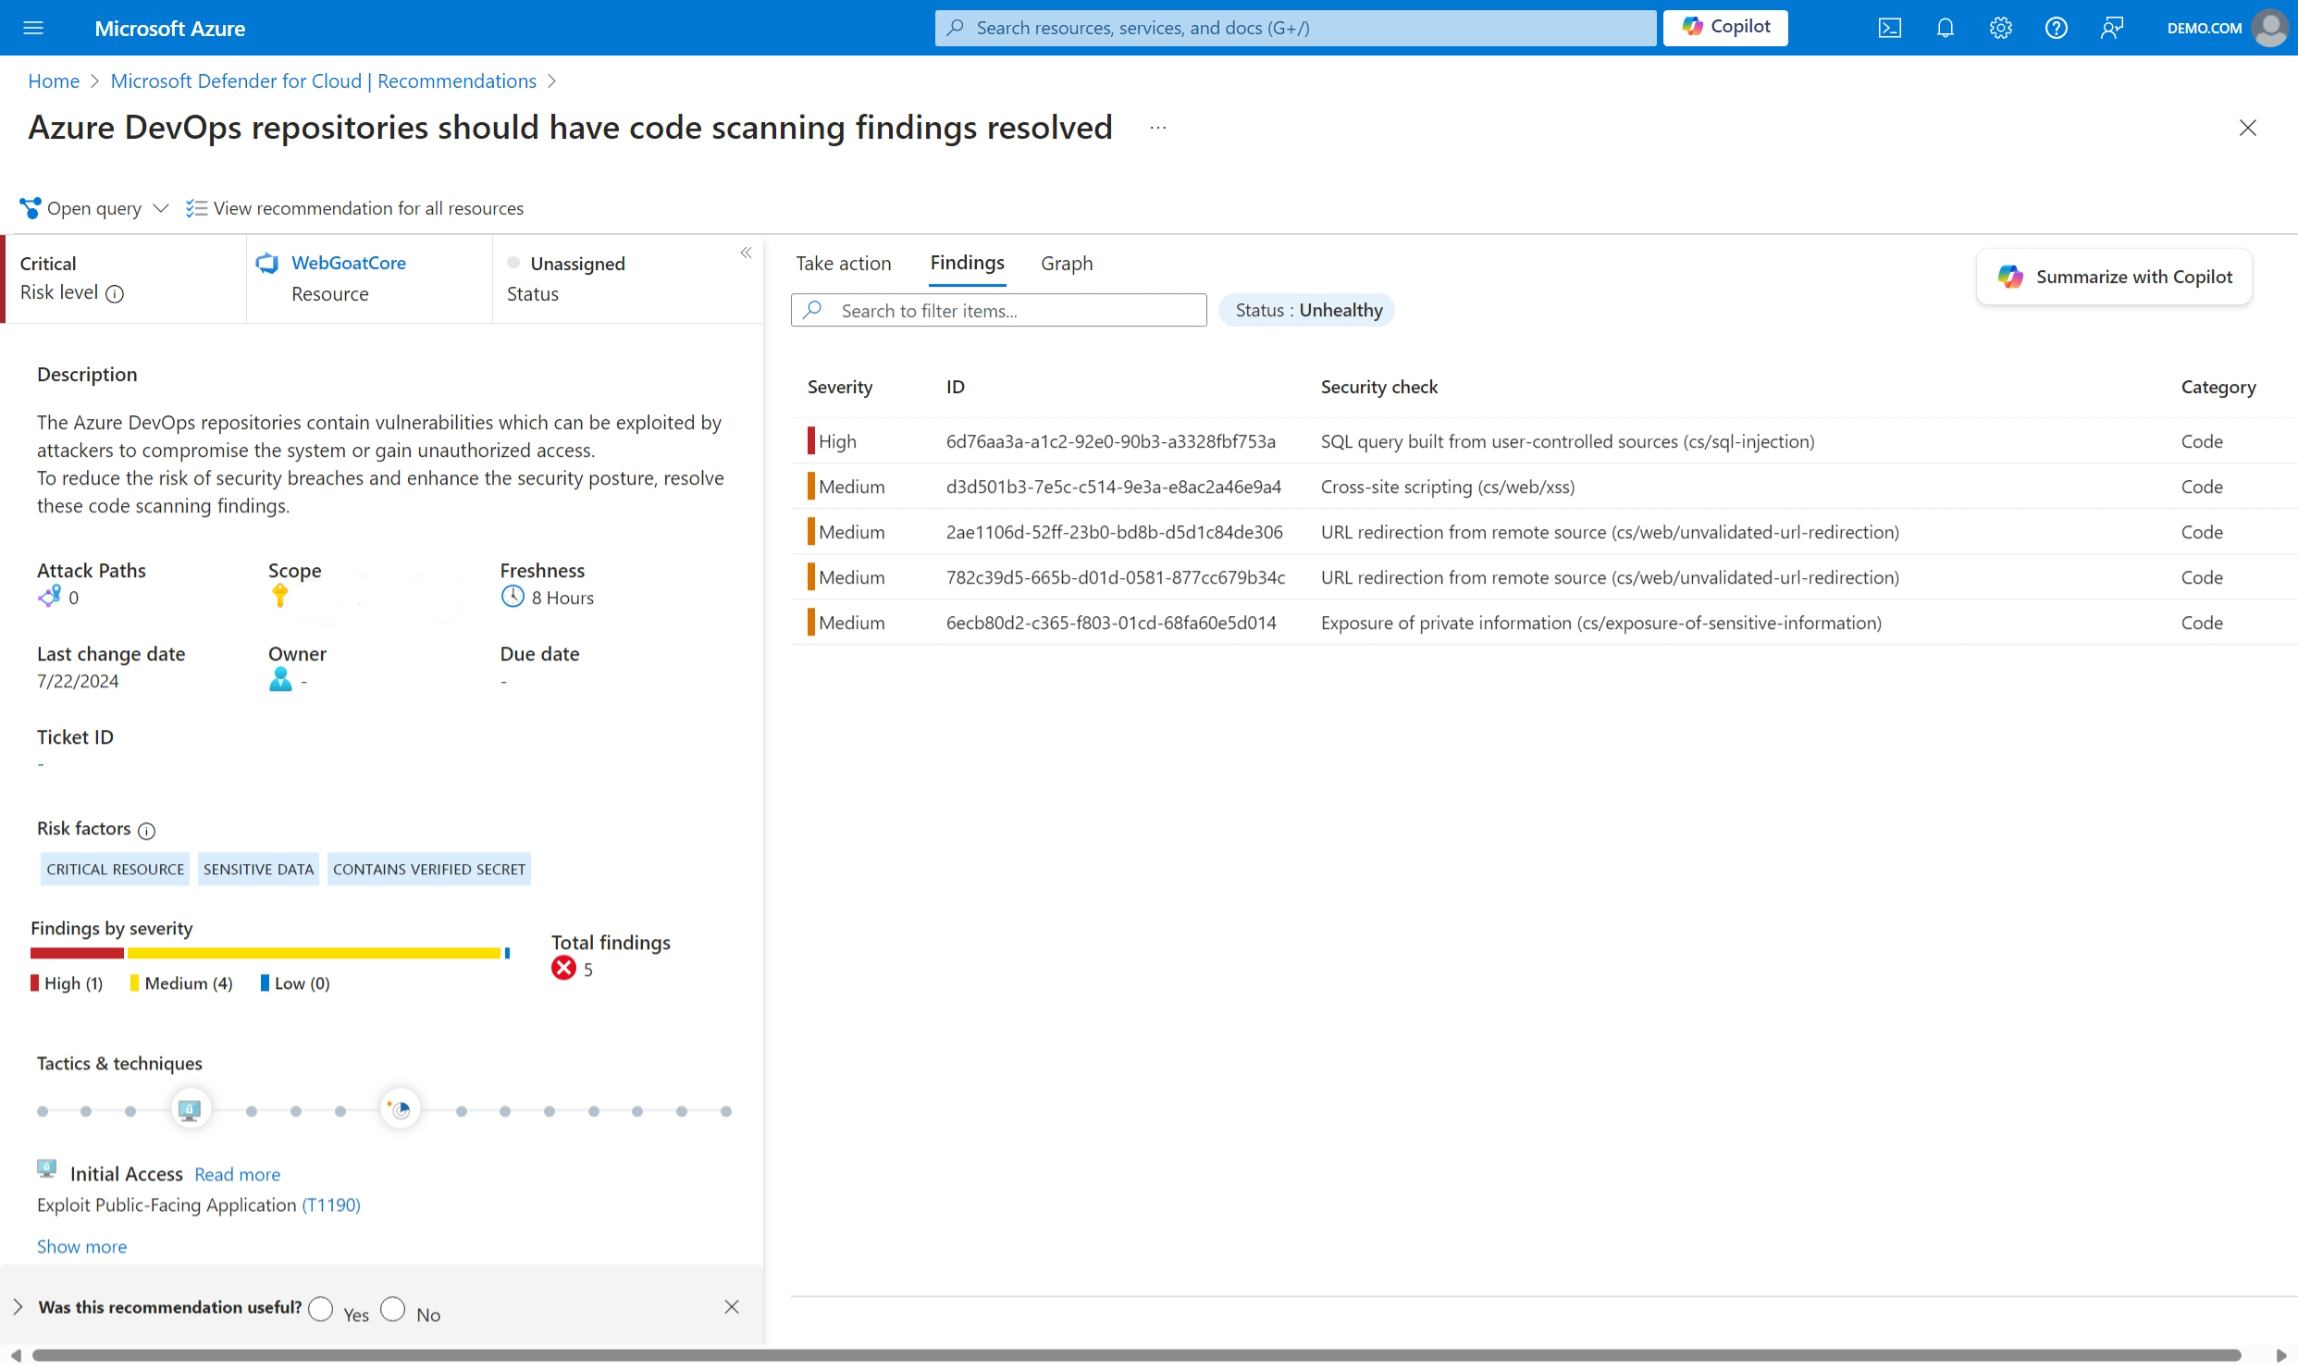 Microsoft Azure
Search resources, services, and docs (G+/)
Copilot
DEMO.COM
Home > Microsoft Defender for Cloud | Recommendations >
Azure DevOps repositories should have code scanning findings resolved ...
Open query
View recommendation for all resources
Critical
Risk level
WebGoatCore
Resource
Unassigned
Status
Description
The Azure DevOps repositories contain vulnerabilities which can be exploited by
attackers to compromise the system or gain unauthorized access.
To reduce the risk of security breaches and enhance the security posture, resolve
these code scanning findings.
Attack Paths
0
Scope
Freshness
8 Hours
Last change date
7/22/2024
Owner
-
Due date
-
Ticket ID
-
Risk factors
CRITICAL RESOURCE SENSITIVE DATA CONTAINS VERIFIED SECRET
Findings by severity
High (1) Medium (4) Low (0)
Total findings
5
Tactics & techniques
Initial Access Read more
Exploit Public-Facing Application (T1190)
Show more
Was this recommendation useful? Yes No
Take action Findings Graph
Summarize with Copilot
Search to filter items...
Status : Unhealthy
Severity ID Security check Category
High 6d76aa3a-a1c2-92e0-90b3-a3328fbf753a SQL query built from user-controlled sources (cs/sql-injection) Code
Medium d3d501b3-7e5c-c514-9e3a-e8ac2a46e9a4 Cross-site scripting (cs/web/xss) Code
Medium 2ae1106d-52ff-23b0-bd8b-d5d1c84de306 URL redirection from remote source (cs/web/unvalidated-url-redirection) Code
Medium 782c39d5-665b-d01d-0581-877cc679b34c URL redirection from remote source (cs/web/unvalidated-url-redirection) Code
Medium 6ecb80d2-c365-f803-01cd-68fa60e5d014 Exposure of private information (cs/exposure-of-sensitive-information) Code